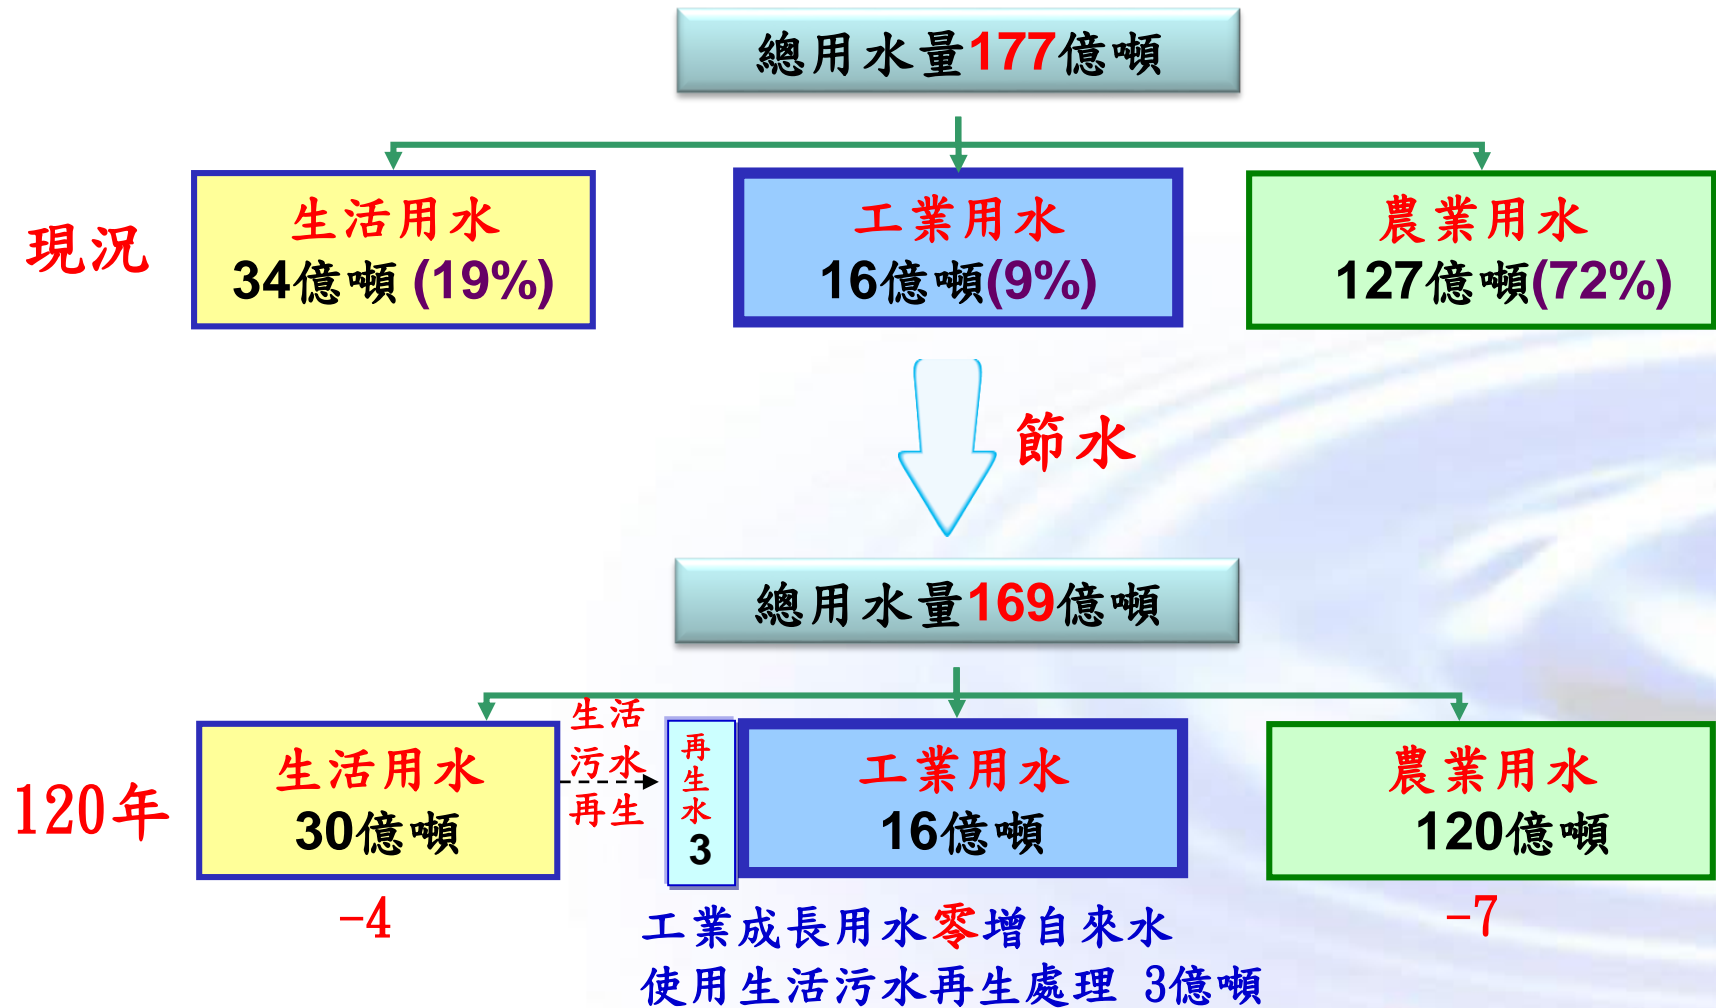 總用水量177億噸
現況
生活用水
34億噸 (19%)
工業用水
16億噸(9%)
農業用水
127億噸(72%)
節水
總用水量169億噸
120年
生活用水
30億噸
-4
生活
污水
再生
再
生
水
3
工業用水
16億噸
農業用水
120億噸
-7
工業成長用水零增自來水
使用生活污水再生處理 3億噸